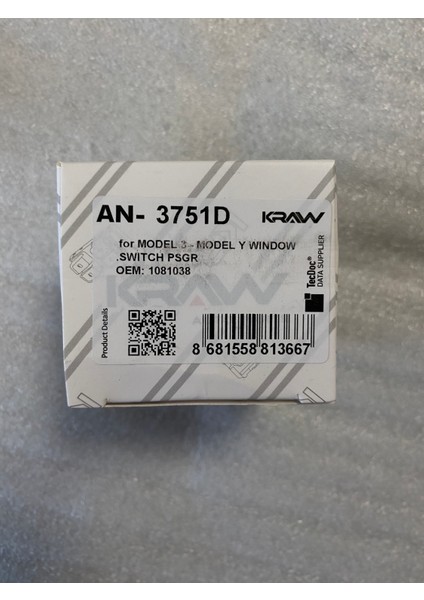 AN- 3751D KRAW
for MODEL 3 - MODEL Y WINDOW
.SWITCH PSGR
OEM: 1081038
KRAW
Product Details
8 681558 813667
TecDoc®
DATA SUPPLIER